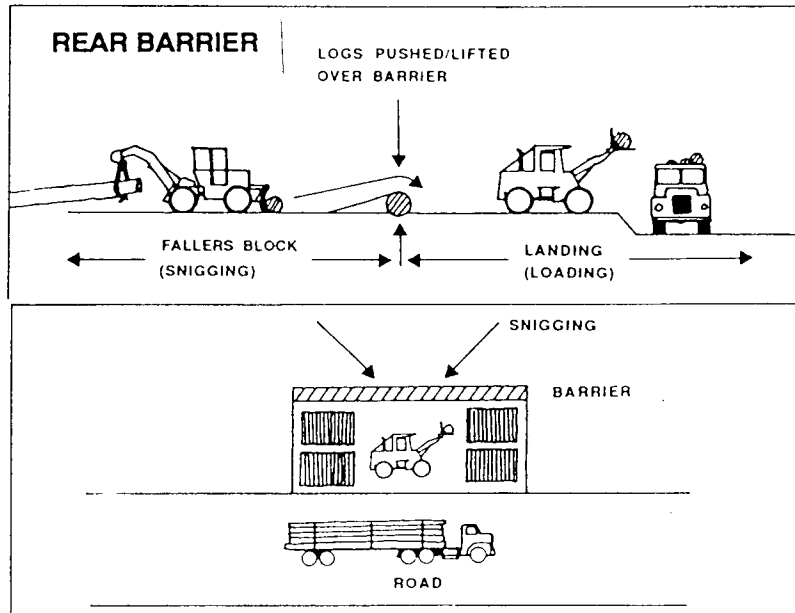 REAR BARRIER
LOGS PUSHED/LIFTED
OVER BARRIER
FALLERS BLOCK
(SNIGGING)
LANDING
(LOADING)
SNIGGING
BARRIER
ROAD